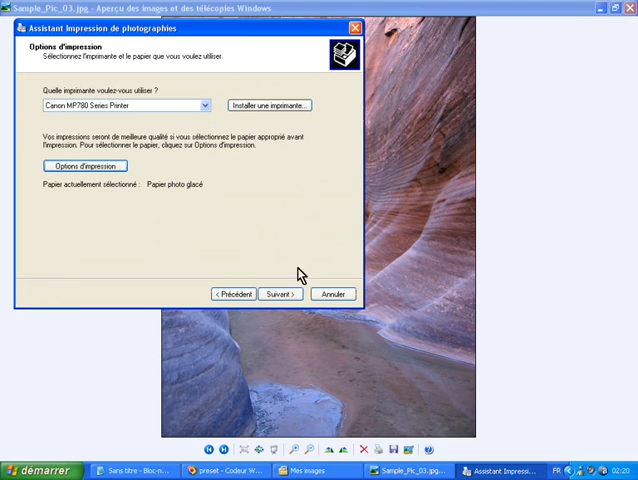 Sample_Pic_03.jpg - Aperçu des images et des télécopies Windows
Assistant Impression de photographies
Options d'impression
Sélectionnez l'imprimante et le papier que vous voulez utiliser.
Quelle imprimante voulez-vous utiliser ?
Canon MP780 Series Printer
Installer une imprimante...
Vos impressions seront de meilleure qualité si vous sélectionnez le papier approprié avant
l'impression. Pour sélectionner le papier, cliquez sur Options d'impression.
Options d'impression
Papier actuellement sélectionné : Papier photo glacé
< Précédent
Suivant >
Annuler
démarrer
Sans titre - Bloc-n...
preset - Codeur W...
Mes images
Sample_Pic_03.jpg...
Assistant Impressi...
FR
02:20